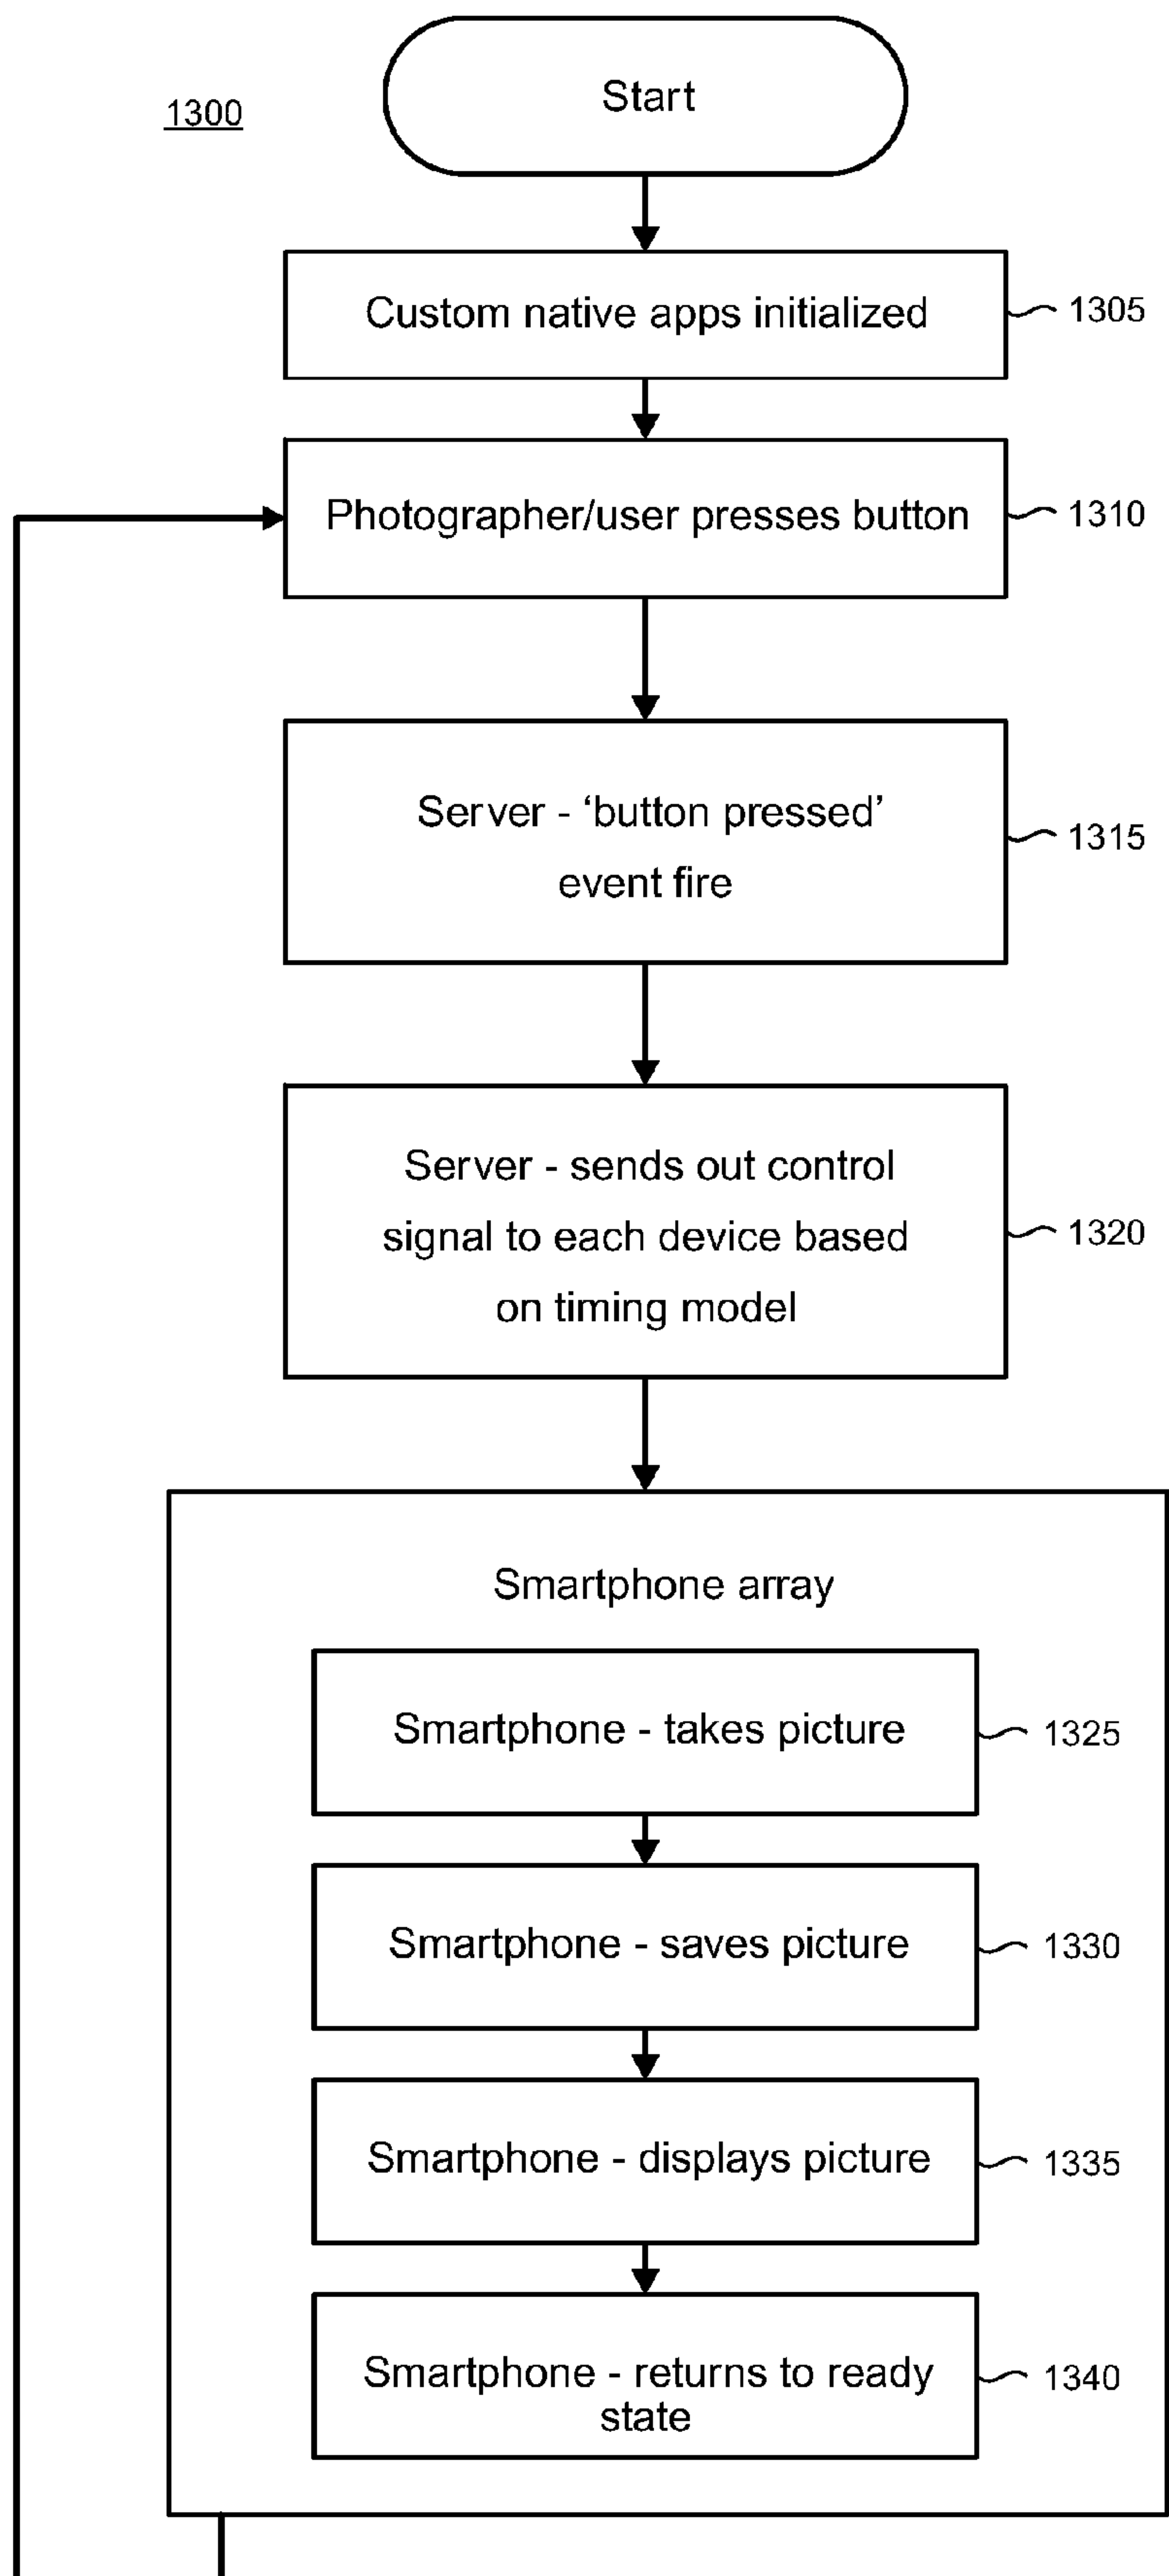 Start
1300
Custom native apps initialized
1305
Photographer/user presses button
1310
Server - ‘button pressed’
event fire
1315
Server - sends out control
signal to each device based
on timing model
1320
Smartphone array
Smartphone - takes picture
1325
Smartphone - saves picture
1330
Smartphone - displays picture
1335
Smartphone - returns to ready
state
1340